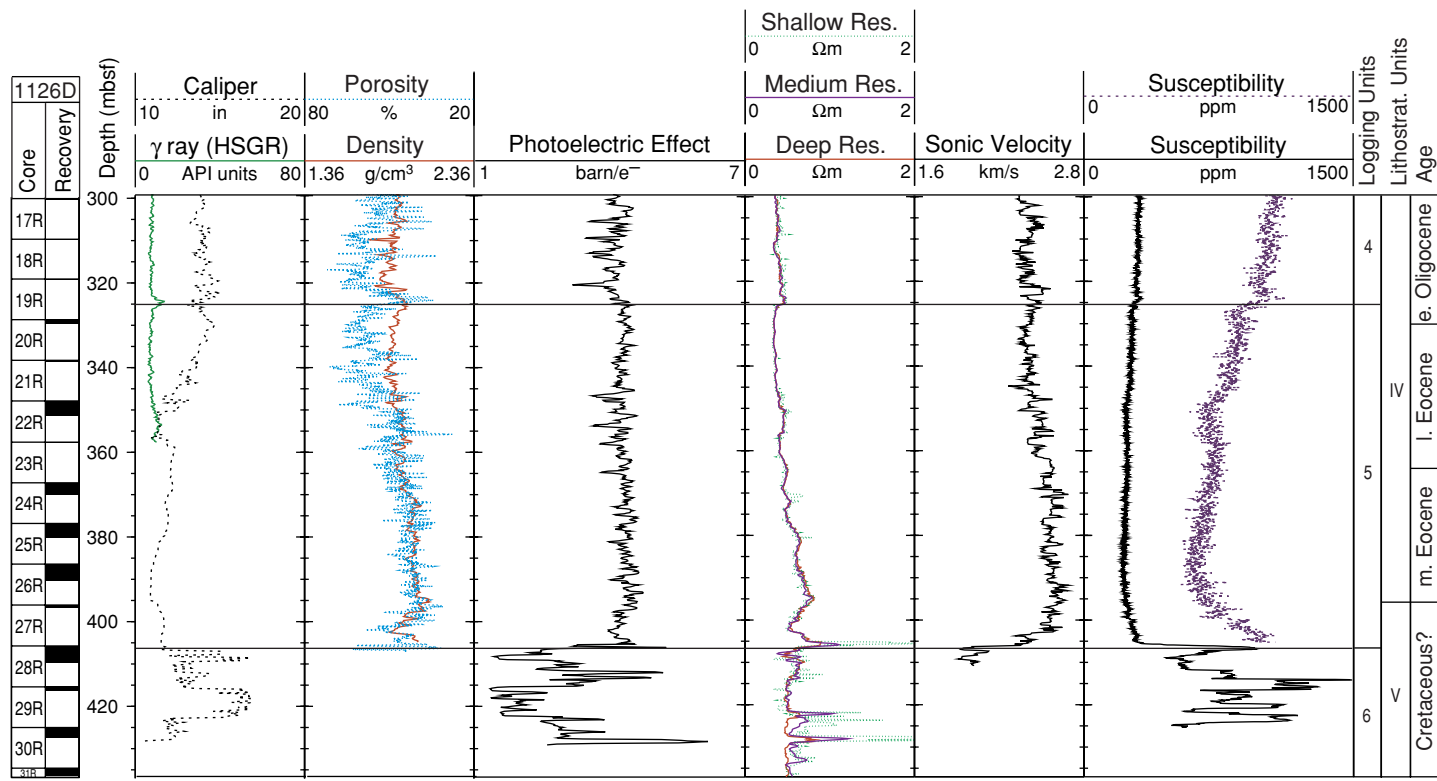 Shallow Res.
0 Ωm 2
1126D
Core
Recovery
Depth (mbsf)
Caliper
10 in 20
Porosity
80 % 20
Medium Res.
0 Ωm 2
Susceptibility
0 ppm 1500
γ ray (HSGR)
0 API units 80
Density
1.36 g/cm³ 2.36
Photoelectric Effect
1 barn/e⁻ 7
Deep Res.
0 Ωm 2
Sonic Velocity
1.6 km/s 2.8
Susceptibility
0 ppm 1500
Logging Units
Lithostrat. Units
Age
300
320
340
360
380
400
420
17R
18R
19R
20R
21R
22R
23R
24R
25R
26R
27R
28R
29R
30R
31R
4
5
6
IV
V
e. Oligocene
l. Eocene
m. Eocene
Cretaceous?